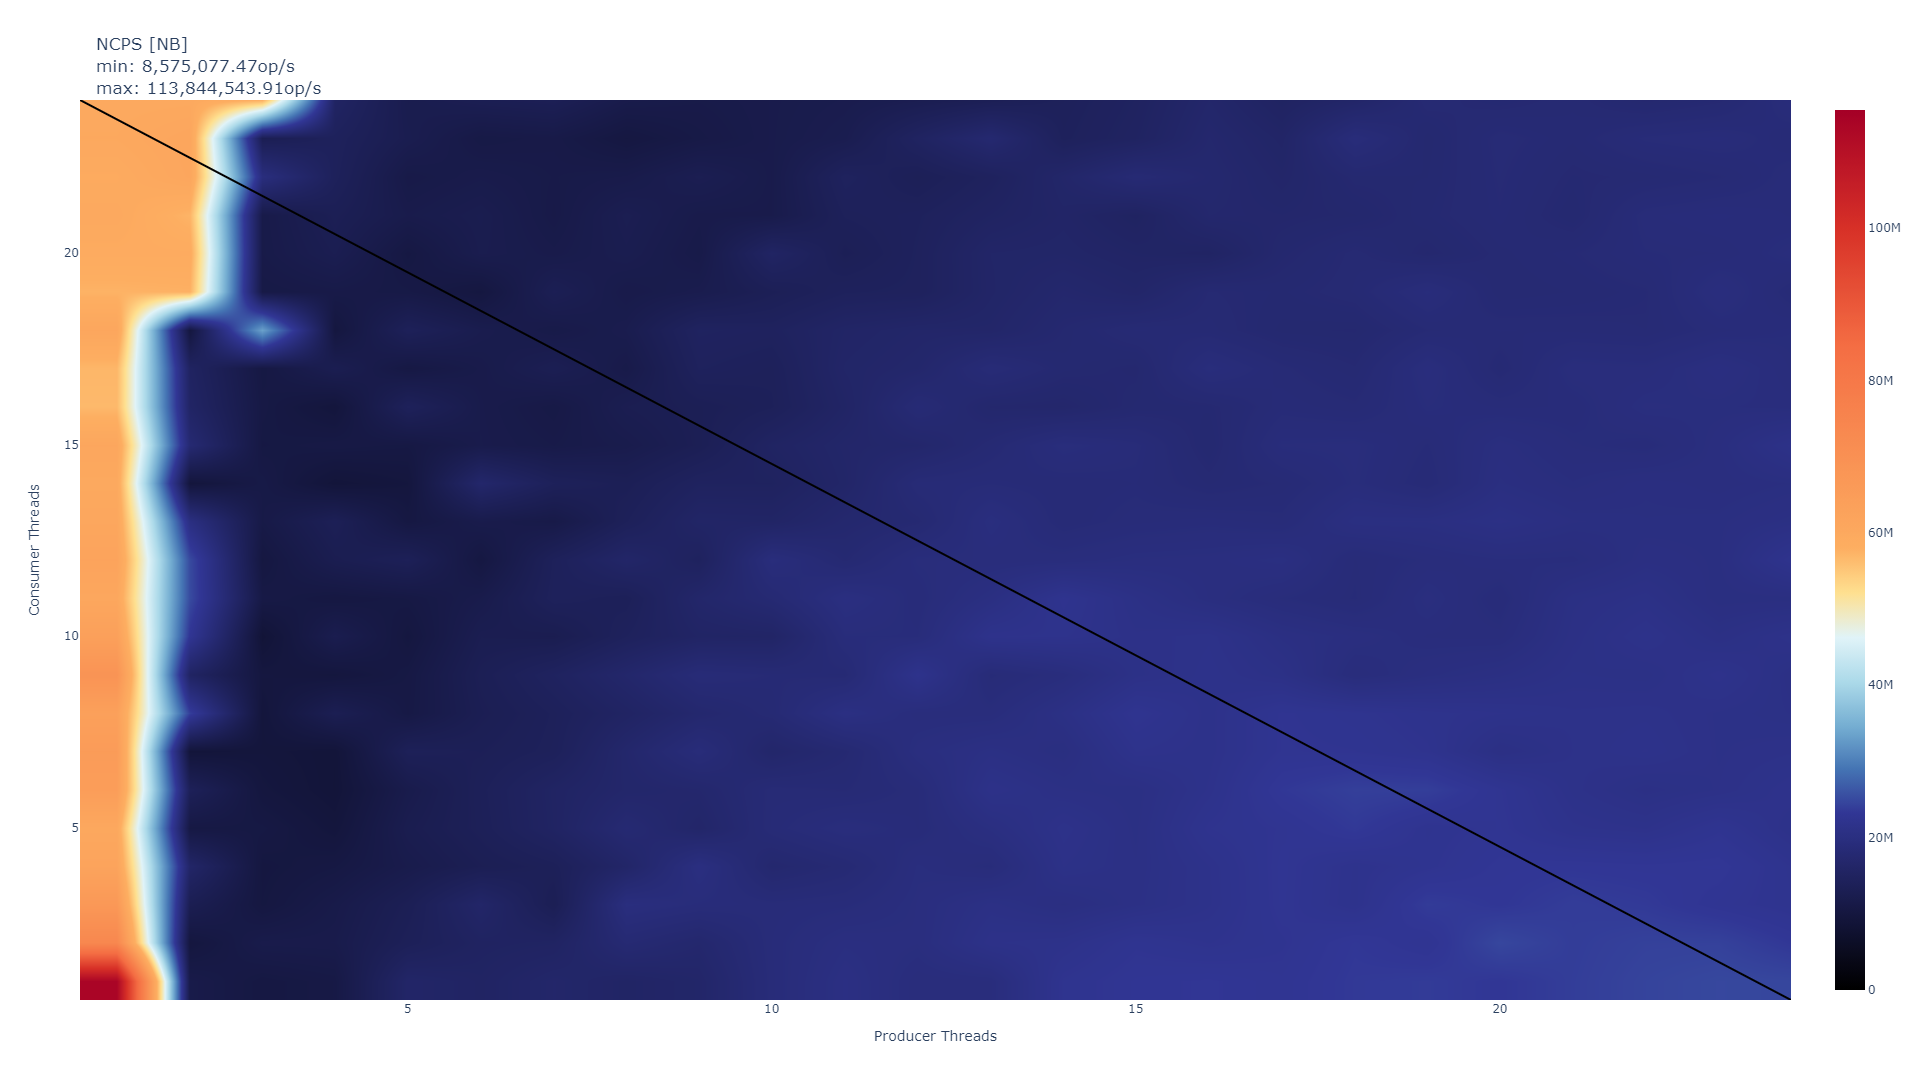 NCPS [NB]
min: 8,575,077.47op/s
max: 113,844,543.91op/s
100M
80M
60M
40M
20M
0
20
15
10
5
Consumer Threads
5
10
15
20
Producer Threads